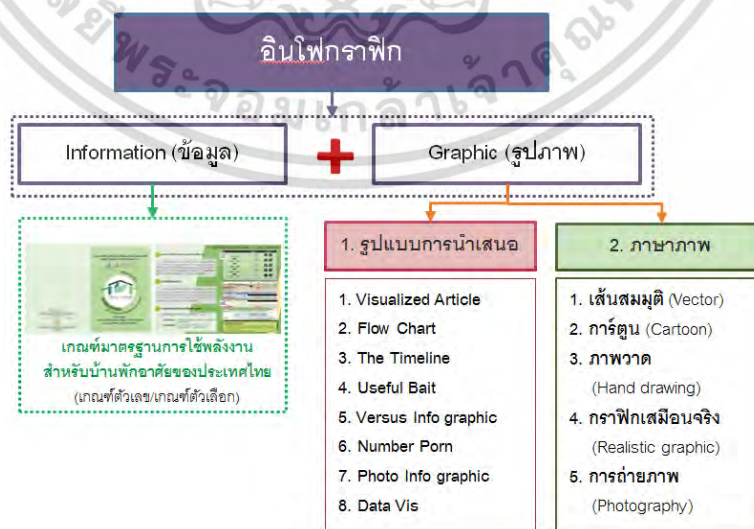 อินโฟกราฟิก
Information (ข้อมูล)
Graphic (รูปภาพ)
เกณฑ์มาตรฐานการใช้พลังงาน
สำหรับบ้านพักอาศัยของประเทศไทย
(เกณฑ์ตัวเลข/เกณฑ์ตัวเลือก)
1. รูปแบบการนำเสนอ
1. Visualized Article
2. Flow Chart
3. The Timeline
4. Useful Bait
5. Versus Info graphic
6. Number Porn
7. Photo Info graphic
8. Data Vis
2. ภาษาภาพ
1. เส้นสมมุติ (Vector)
2. การ์ตูน (Cartoon)
3. ภาพวาด
(Hand drawing)
4. กราฟิกเสมือนจริง
(Realistic graphic)
5. การถ่ายภาพ
(Photography)